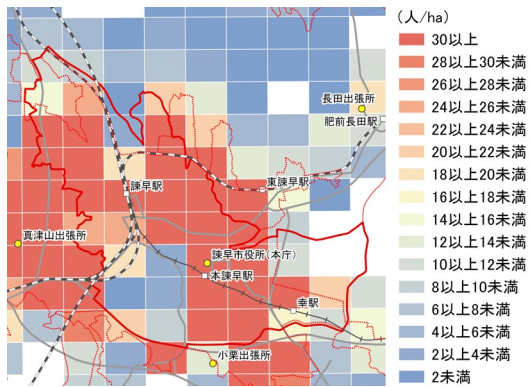 (人/ha)
30以上
28以上30未満
26以上28未満
24以上26未満
22以上24未満
20以上22未満
18以上20未満
16以上18未満
14以上16未満
12以上14未満
10以上12未満
8以上10未満
6以上8未満
4以上6未満
2以上4未満
2未満
長田出張所
肥前長田駅
諫早駅
東諫早駅
真津山出張所
諫早市役所(本庁)
本諫早駅
幸駅
小栗出張所